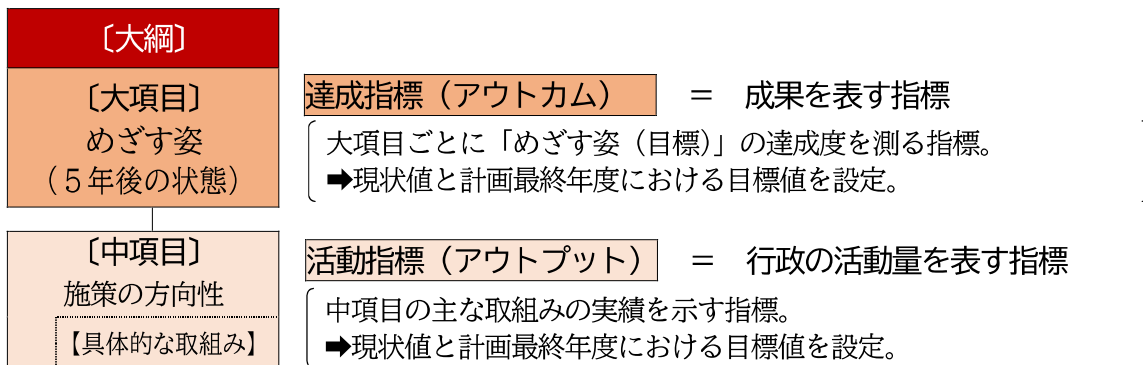 〔大綱〕
〔大項目〕
めざす姿
（５年後の状態）
達成指標（アウトカム） ＝ 成果を表す指標
大項目ごとに「めざす姿（目標）」の達成度を測る指標。
➡現状値と計画最終年度における目標値を設定。
〔中項目〕
施策の方向性
【具体的な取組み】
活動指標（アウトプット） ＝ 行政の活動量を表す指標
中項目の主な取組みの実績を示す指標。
➡現状値と計画最終年度における目標値を設定。